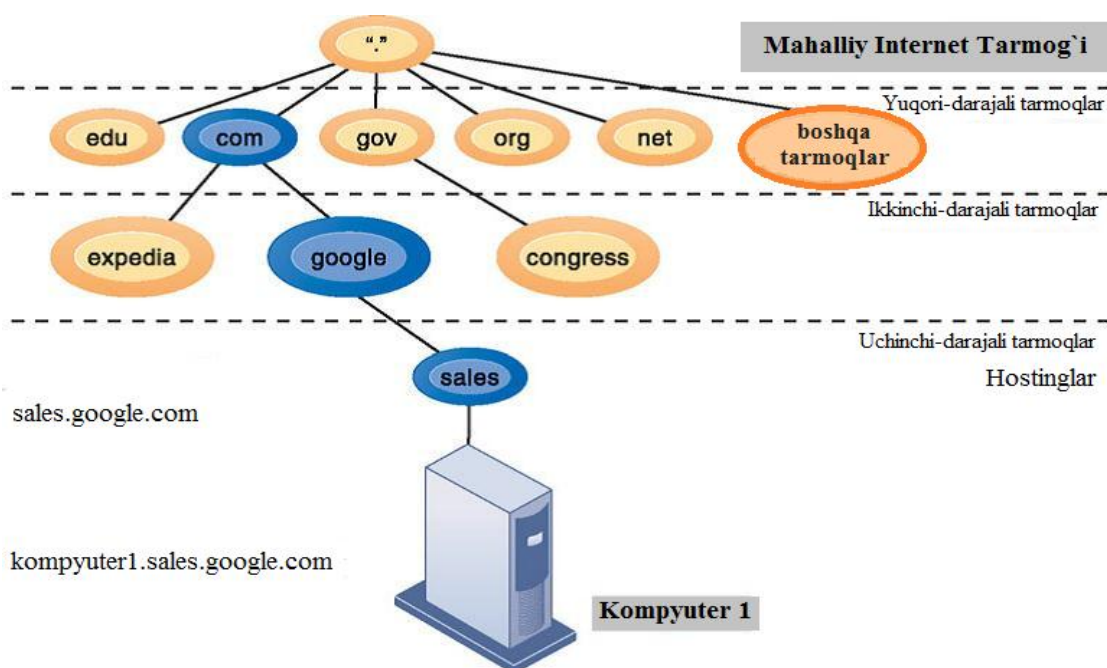 “.”
Mahalliy Internet Tarmog`i
Yuqori-darajali tarmoqlar
edu
com
gov
org
net
boshqa
tarmoqlar
Ikkinchi-darajali tarmoqlar
expedia
google
congress
Uchinchi-darajali tarmoqlar
sales
Hostinglar
sales.google.com
kompyuter1.sales.google.com
Kompyuter 1